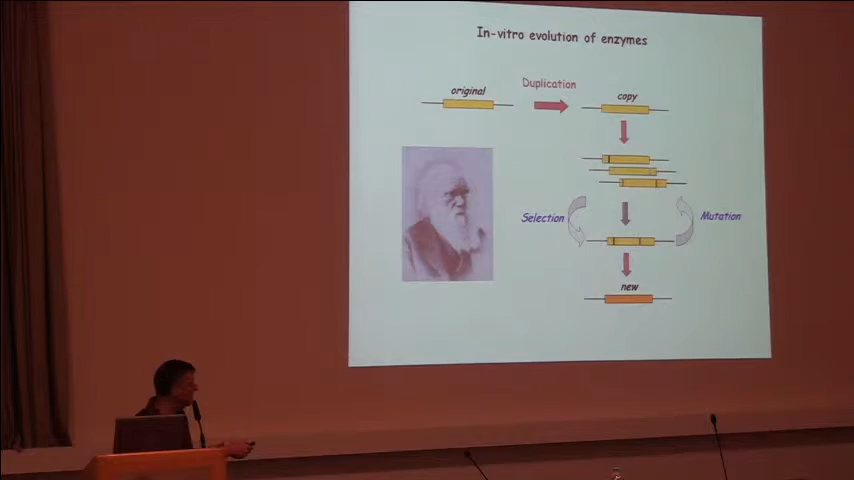 In-vitro evolution of enzymes
original
Duplication
copy
Selection
Mutation
new